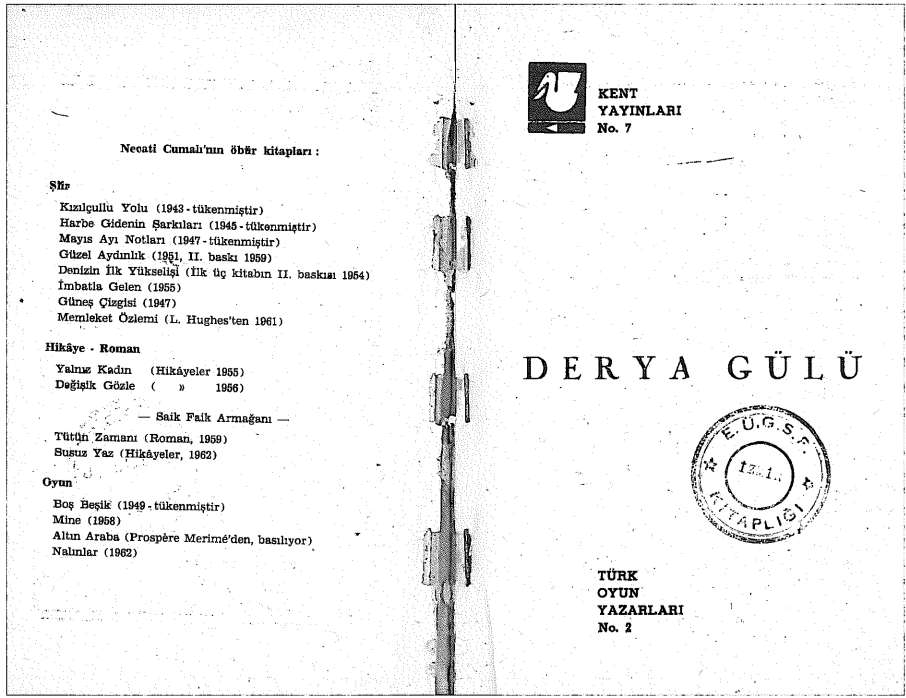 Necati Cumalı'nın öbür kitapları :
Şiir
Kızılçullu Yolu (1943 - tükenmiştir)
Harbe Gidenin Şarkıları (1945 - tükenmiştir)
Mayıs Ayı Notları (1947 - tükenmiştir)
Güzel Aydınlık (1951, II. baskı 1959)
Denizin İlk Yükselişi (İlk üç kitabın II. baskısı 1954)
İmbatla Gelen (1955)
Güneş Çizgisi (1947)
Memleket Özlemi (L. Hughes'ten 1961)
Hikâye - Roman
Yalnız Kadın (Hikâyeler 1955)
Değişik Gözle ( » 1956)
— Saik Faik Armağanı —
Tütün Zamanı (Roman, 1959)
Susuz Yaz (Hikâyeler, 1962)
Oyun
Boş Beşik (1949 - tükenmiştir)
Mine (1958)
Altın Araba (Prospère Merimé'den, basılıyor)
Nalınlar (1962)
KENT
YAYINLARI
No. 7
DERYA GÜLÜ
E.Ü.G.S.F.
KİTAPLIĞI
TÜRK
OYUN
YAZARLARI
No. 2